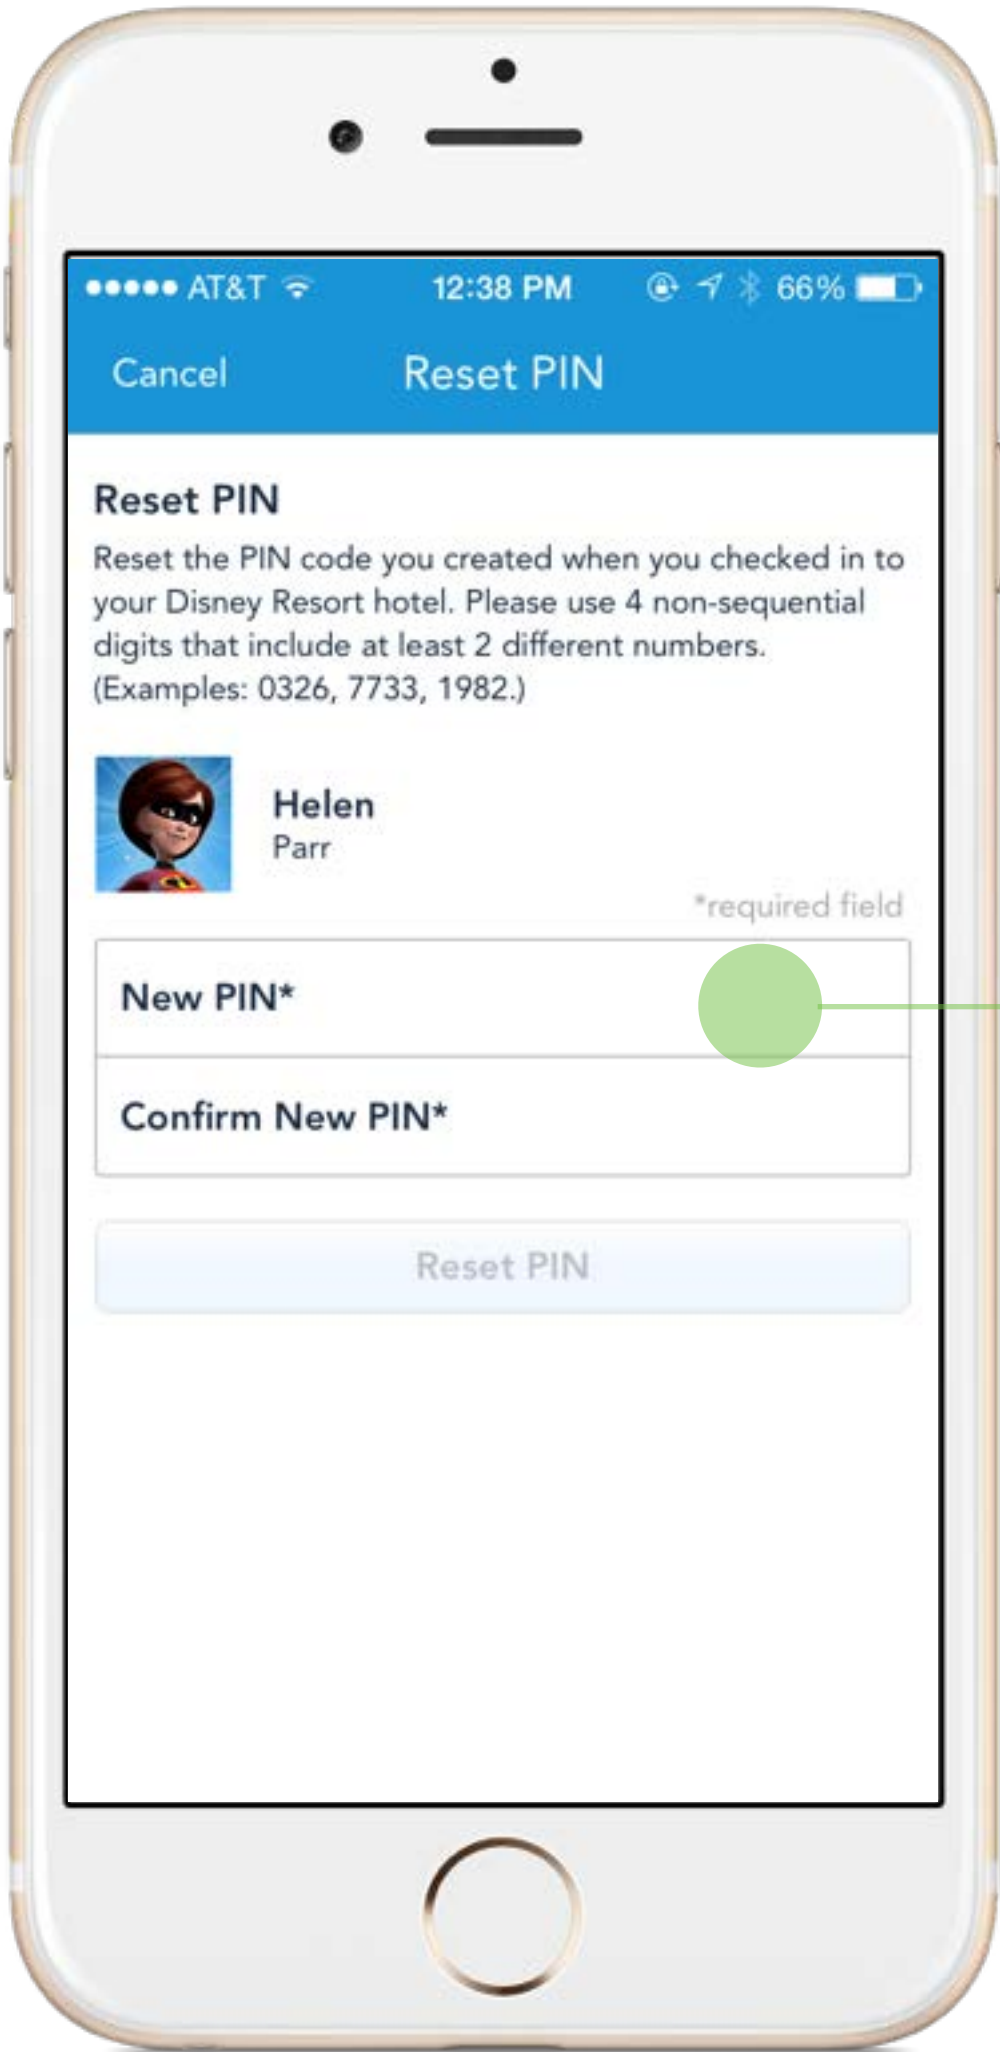 AT&T 12:38 PM 66%
Cancel Reset PIN
Reset PIN
Reset the PIN code you created when you checked in to
your Disney Resort hotel. Please use 4 non-sequential
digits that include at least 2 different numbers.
(Examples: 0326, 7733, 1982.)
Helen
Parr
*required field
New PIN*
Confirm New PIN*
Reset PIN